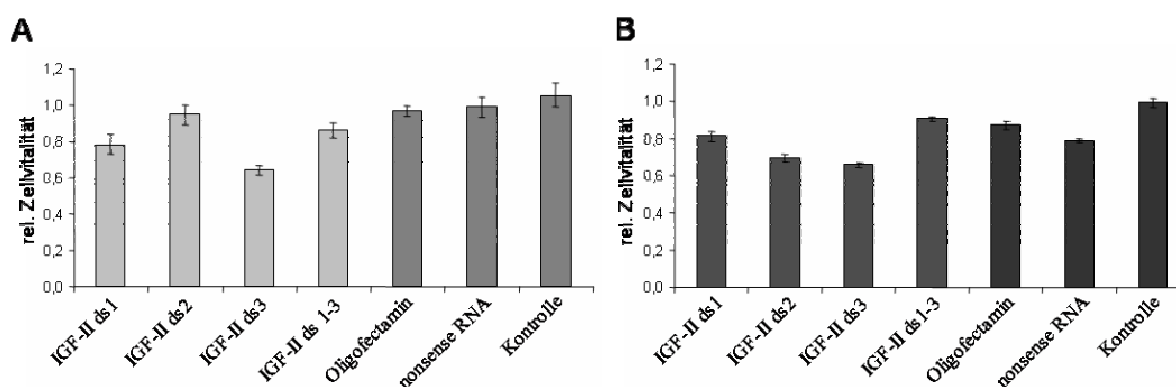 A
rel. Zellvitalität
1,2
1,0
0,8
0,6
0,4
0,2
0,0
IGF-II ds1
IGF-II ds2
IGF-II ds3
IGF-II ds 1-3
Oligofectamin
nonsense RNA
Kontrolle
B
rel. Zellvitalität
1,2
1,0
0,8
0,6
0,4
0,2
0,0
IGF-II ds1
IGF-II ds2
IGF-II ds3
IGF-II ds1-3
Oligofectamin
nonsense RNA
Kontrolle